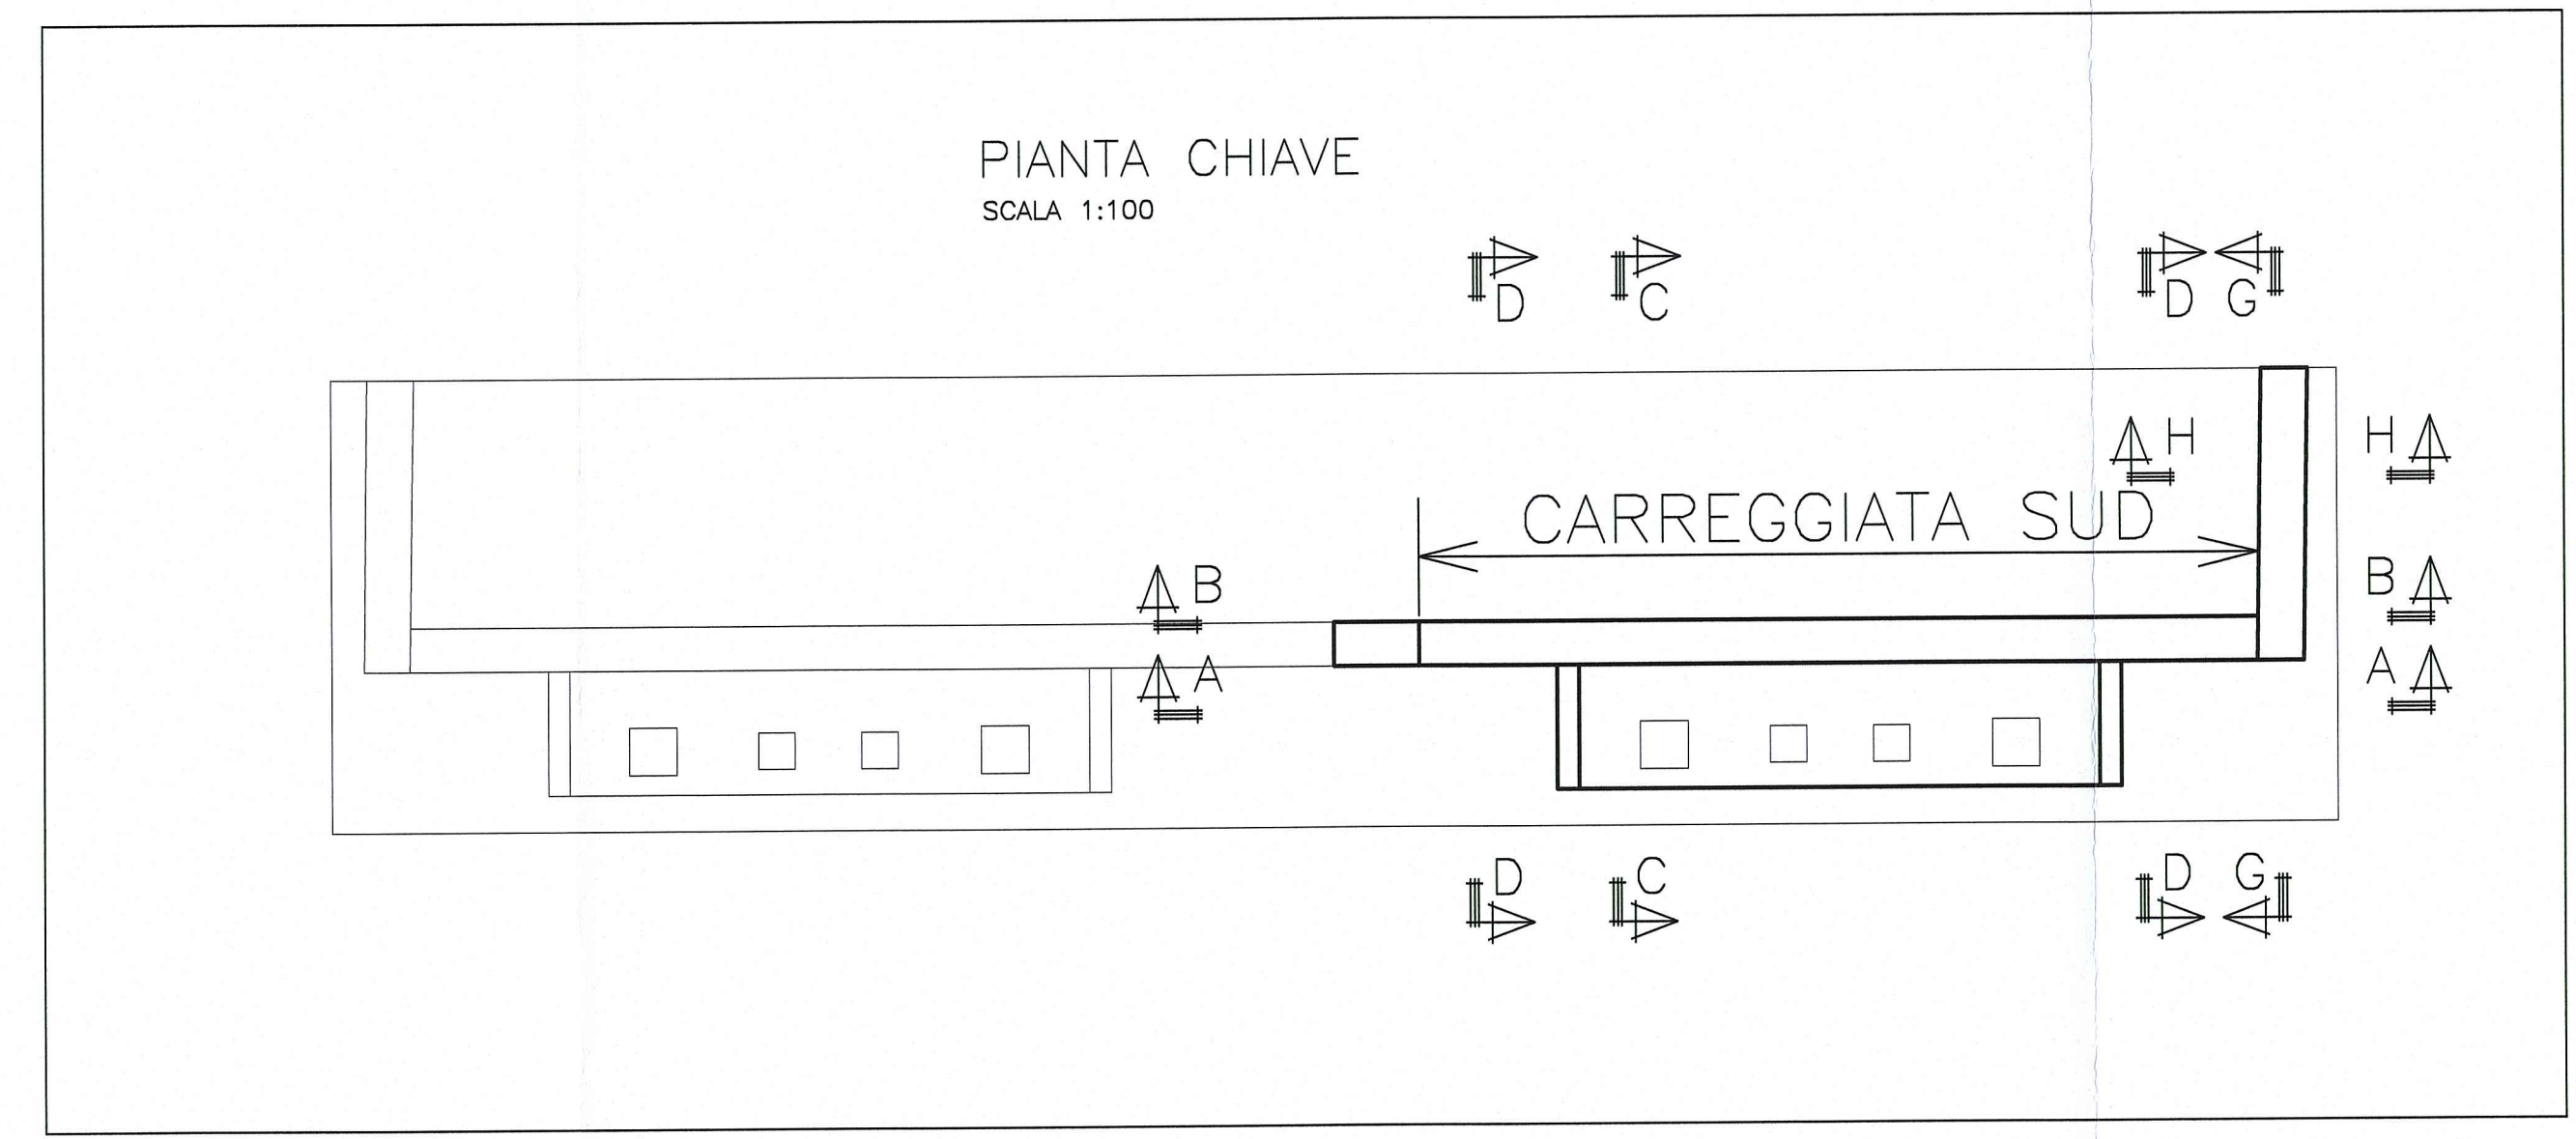 PIANTA CHIAVE
SCALA 1:100
D C D G
H H
CARREGGIATA SUD
B B
A A
D C D G